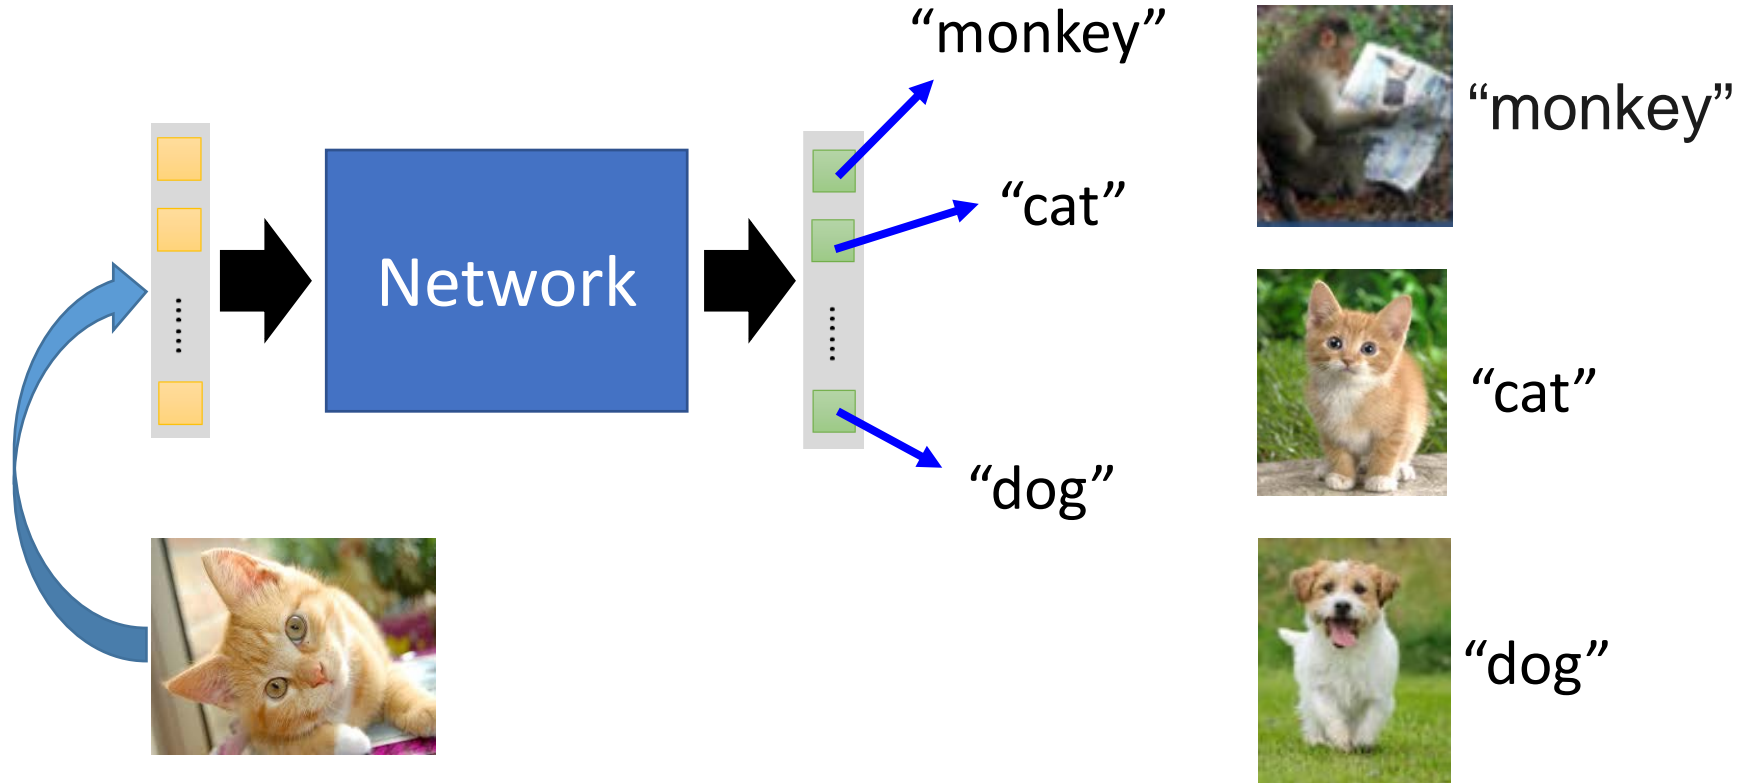 “monkey”
“cat”
......
Network
......
“dog”
“monkey”
“cat”
“dog”